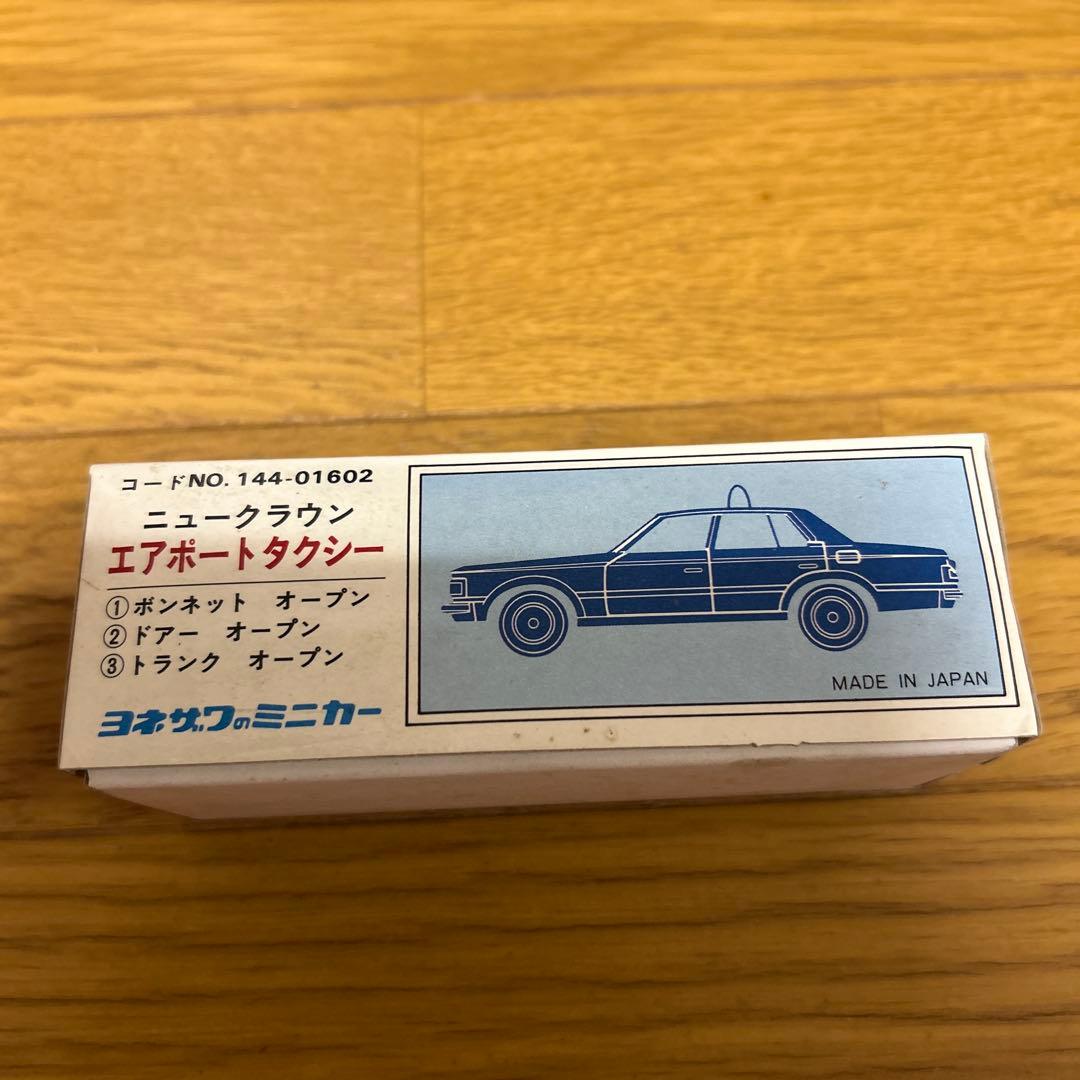 コードNO. 144-01602
ニュークラウン
エアポートタクシー
①ボンネット オープン
②ドアー オープン
③トランク オープン
ヨネザワのミニカー
MADE IN JAPAN